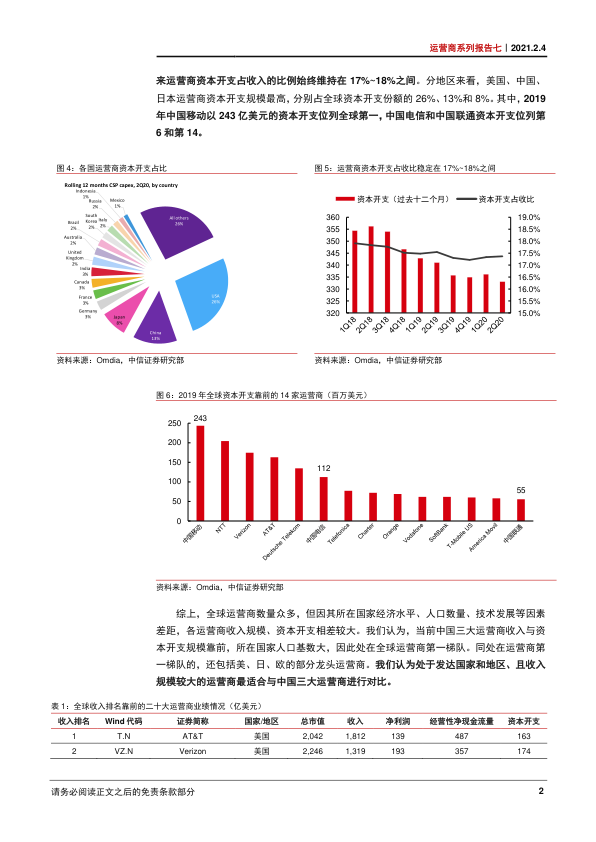 运营商系列报告七｜2021.2.4
来运营商资本开支占收入的比例始终维持在 17%~18%之间。分地区来看，美国、中国、
日本运营商资本开支规模最高，分别占全球资本开支份额的 26%、13%和 8%。其中，2019
年中国移动以 243 亿美元的资本开支位列全球第一，中国电信和中国联通资本开支位列第
6 和第 14。
图 4：各国运营商资本开支占比
Rolling 12 months CSP capex, 2Q20, by country
Indonesia
Russia
2%
Mexico
1%
South
Korea
2%
Italy
2%
Brazil
2%
Australia
2%
United
Kingdom
2%
India
3%
Canada
3%
France
3%
Germany
3%
Japan
8%
China
13%
USA
All others
26%
资料来源：Omdia，中信证券研究部
图 5：运营商资本开支占收比稳定在 17%~18%之间
资本开支（过去十二个月）
资本开支占收比
360
355
350
345
340
335
330
325
320
19.0%
18.5%
18.0%
17.5%
17.0%
16.5%
16.0%
15.5%
15.0%
1Q18
2Q18
3Q18
4Q18
1Q19
2Q19
3Q19
4Q19
1Q20
2Q20
资料来源：Omdia，中信证券研究部
图 6：2019 年全球资本开支靠前的 14 家运营商（百万美元）
250
200
150
100
50
0
243
112
55
中国移动
NTT
Verizon
AT&T
Deutsche Telekom
中国电信
Telefonica
Charter
Orange
Vodafone
SoftBank
T-Mobile US
America Movil
中国联通
资料来源：Omdia，中信证券研究部
综上，全球运营商数量众多，但因其所在国家经济水平、人口数量、技术发展等因素
差距，各运营商收入规模、资本开支相差较大。我们认为，当前中国三大运营商收入与资
本开支规模靠前，所在国家人口基数大，因此处在全球运营商第一梯队。同处在运营商第
一梯队的，还包括美、日、欧的部分龙头运营商。我们认为处于发达国家和地区、且收入
规模较大的运营商最适合与中国三大运营商进行对比。
表 1：全球收入排名靠前的二十大运营商业绩情况（亿美元）
收入排名 Wind 代码 证券简称 国家/地区 总市值 收入 净利润 经营性净现金流量 资本开支
1 T.N AT&T 美国 2,042 1,812 139 487 163
2 VZ.N Verizon 美国 2,246 1,319 193 357 174
请务必阅读正文之后的免责条款部分
2